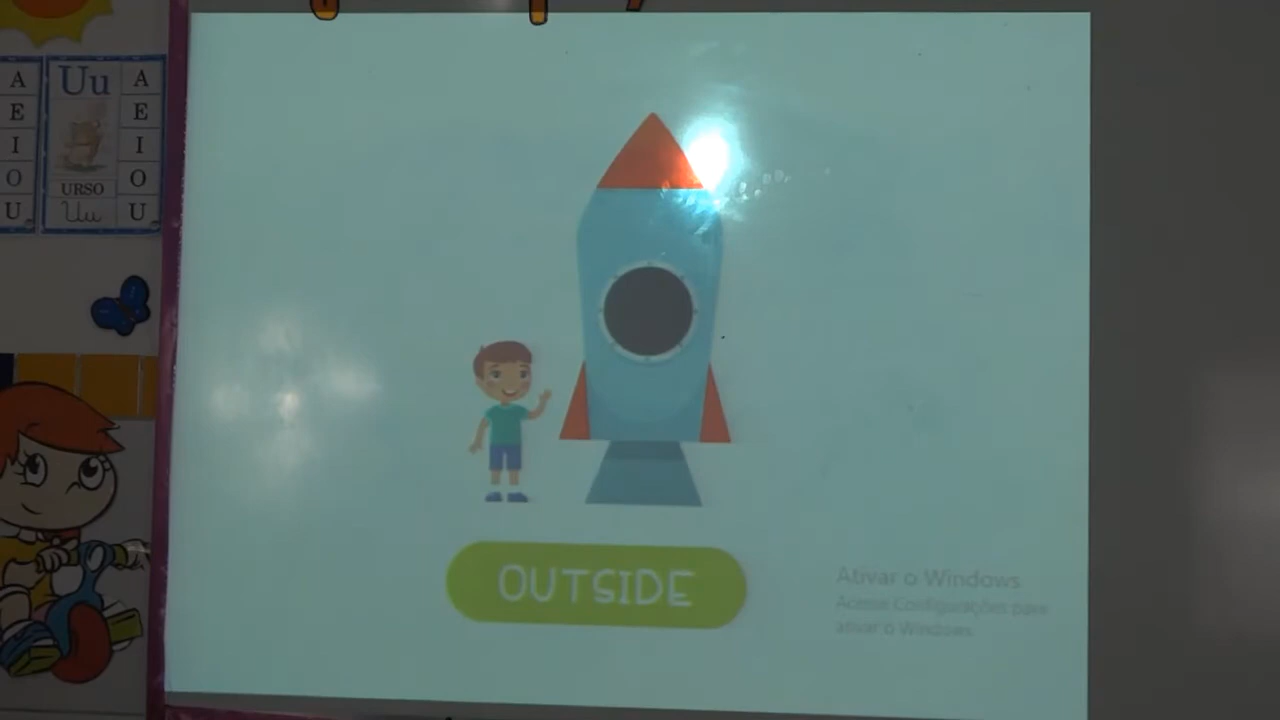 A
E
I
O
U
Uu
URSO
Uu
A
E
I
O
U
OUTSIDE
Ativar o Windows
Acesse Configurações para
ativar o Windows.